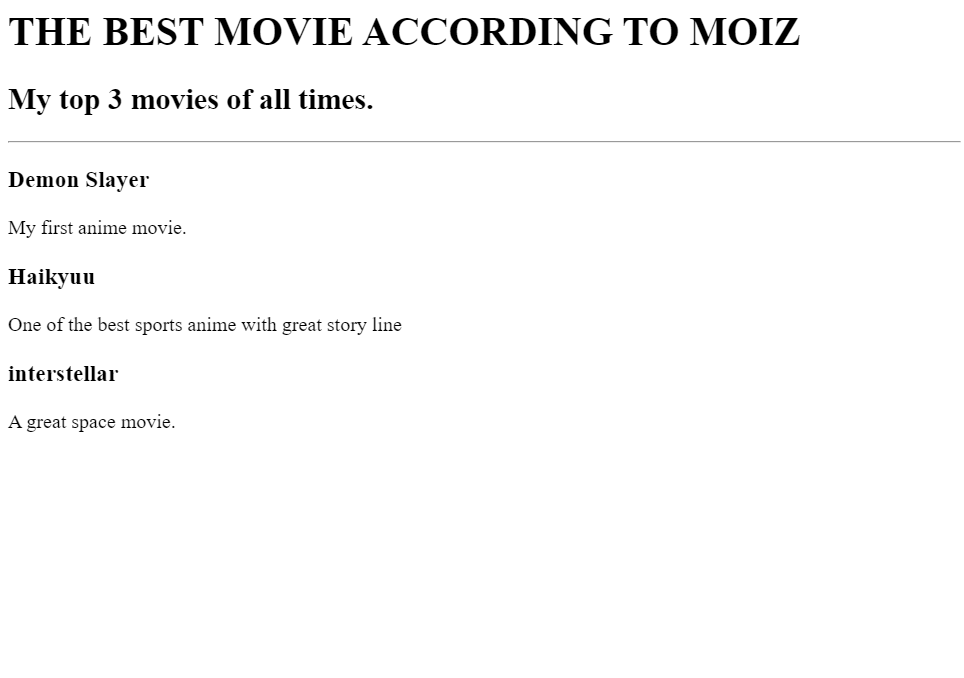 THE BEST MOVIE ACCORDING TO MOIZ
My top 3 movies of all times.
Demon Slayer
My first anime movie.
Haikyuu
One of the best sports anime with great story line
interstellar
A great space movie.